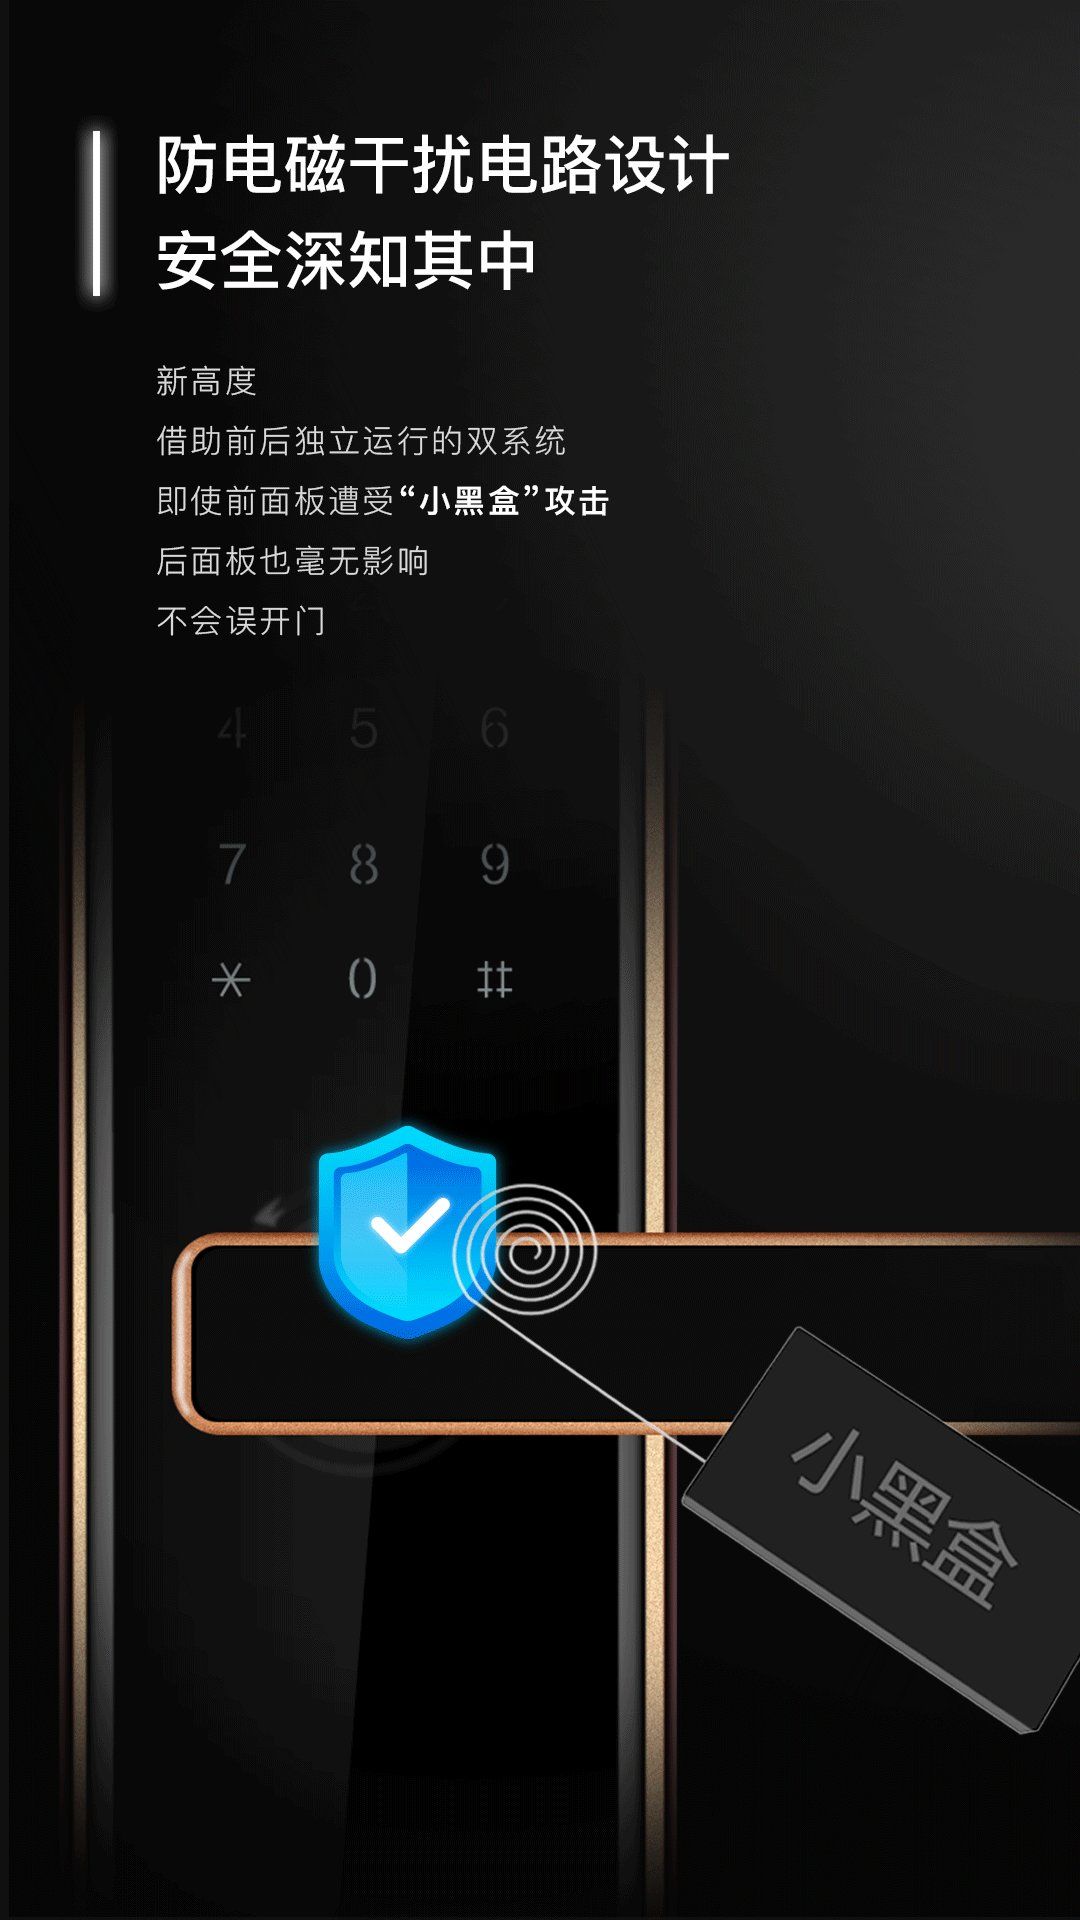 防电磁干扰电路设计
安全深知其中
新高度
借助前后独立运行的双系统
即使前面板遭受“小黑盒”攻击
后面板也毫无影响
不会误开门
4 5 6
7 8 9
* 0 #
小黑盒